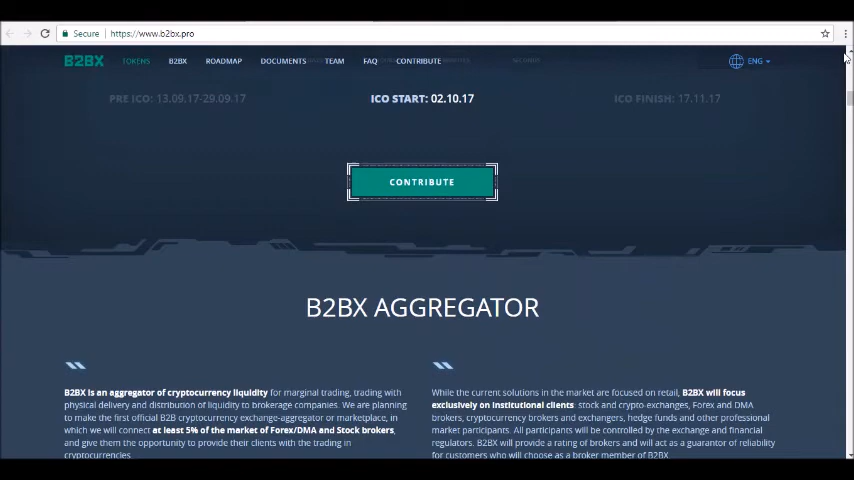 Secure https://www.b2bx.pro
B2BX TOKENS B2BX ROADMAP DOCUMENTS TEAM FAQ CONTRIBUTE ENG
PRE ICO: 13.09.17-29.09.17 ICO START: 02.10.17 ICO FINISH: 17.11.17
CONTRIBUTE
B2BX AGGREGATOR
B2BX is an aggregator of cryptocurrency liquidity for marginal trading, trading with
physical delivery and distribution of liquidity to brokerage companies. We are planning
to make the first official B2B cryptocurrency exchange-aggregator or marketplace, in
which we will connect at least 5% of the market of Forex/DMA and Stock brokers,
and give them the opportunity to provide their clients with the trading in
cryptocurrencies.
While the current solutions in the market are focused on retail, B2BX will focus
exclusively on institutional clients: stock and crypto-exchanges, Forex and DMA
brokers, cryptocurrency brokers and exchangers, hedge funds and other professional
market participants. All participants will be controlled by the exchange and financial
regulators. B2BX will provide a rating of brokers and will act as a guarantor of reliability
for customers who will choose as a broker member of B2BX